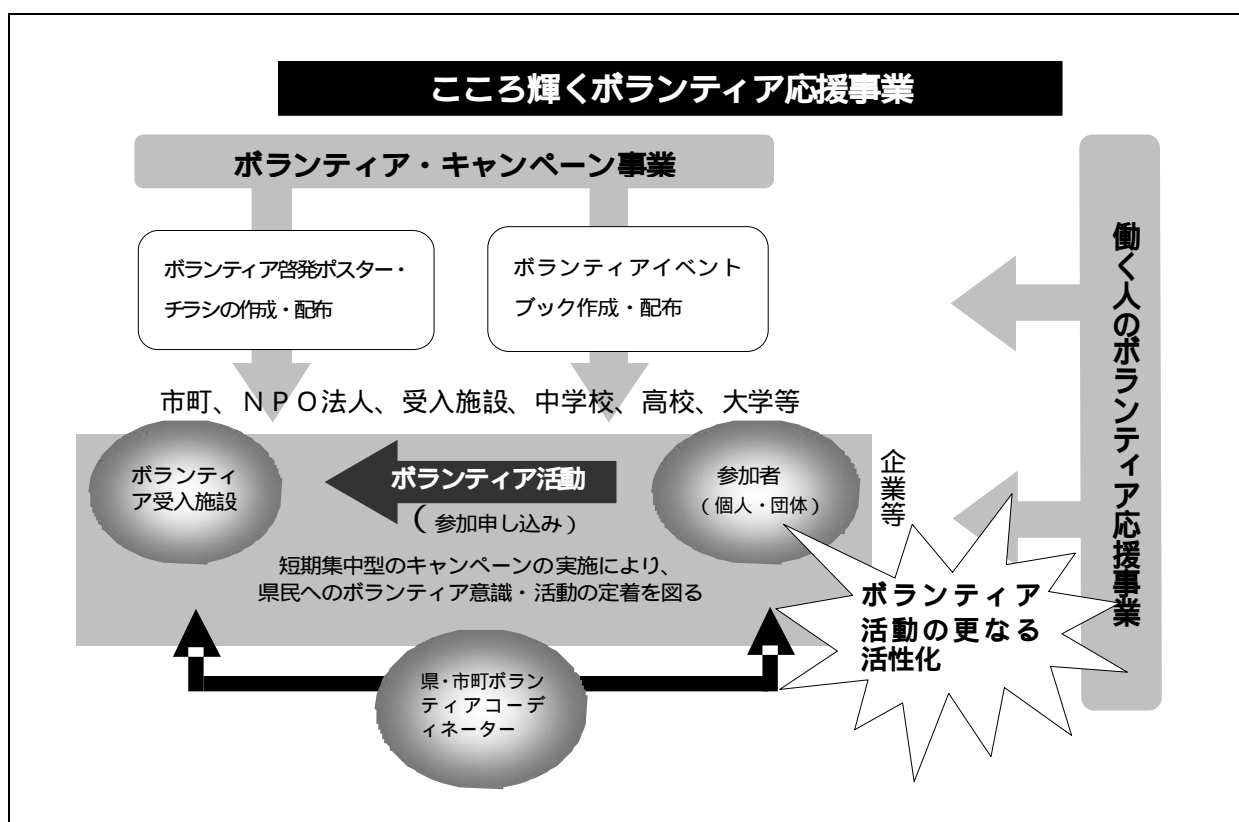 こころ輝くボランティア応援事業
ボランティア・キャンペーン事業
ボランティア啓発ポスター・
チラシの作成・配布
ボランティアイベント
ブック作成・配布
働く人のボランティア応援事業
市町、ＮＰＯ法人、受入施設、中学校、高校、大学等
ボランティ
ア受入施設
ボランティア活動
（参加申し込み）
参加者
（個人・団体）
企業等
短期集中型のキャンペーンの実施により、
県民へのボランティア意識・活動の定着を図る
ボランティア
活動の更なる
活性化
県・市町ボラン
ティアコーデ
ィネーター